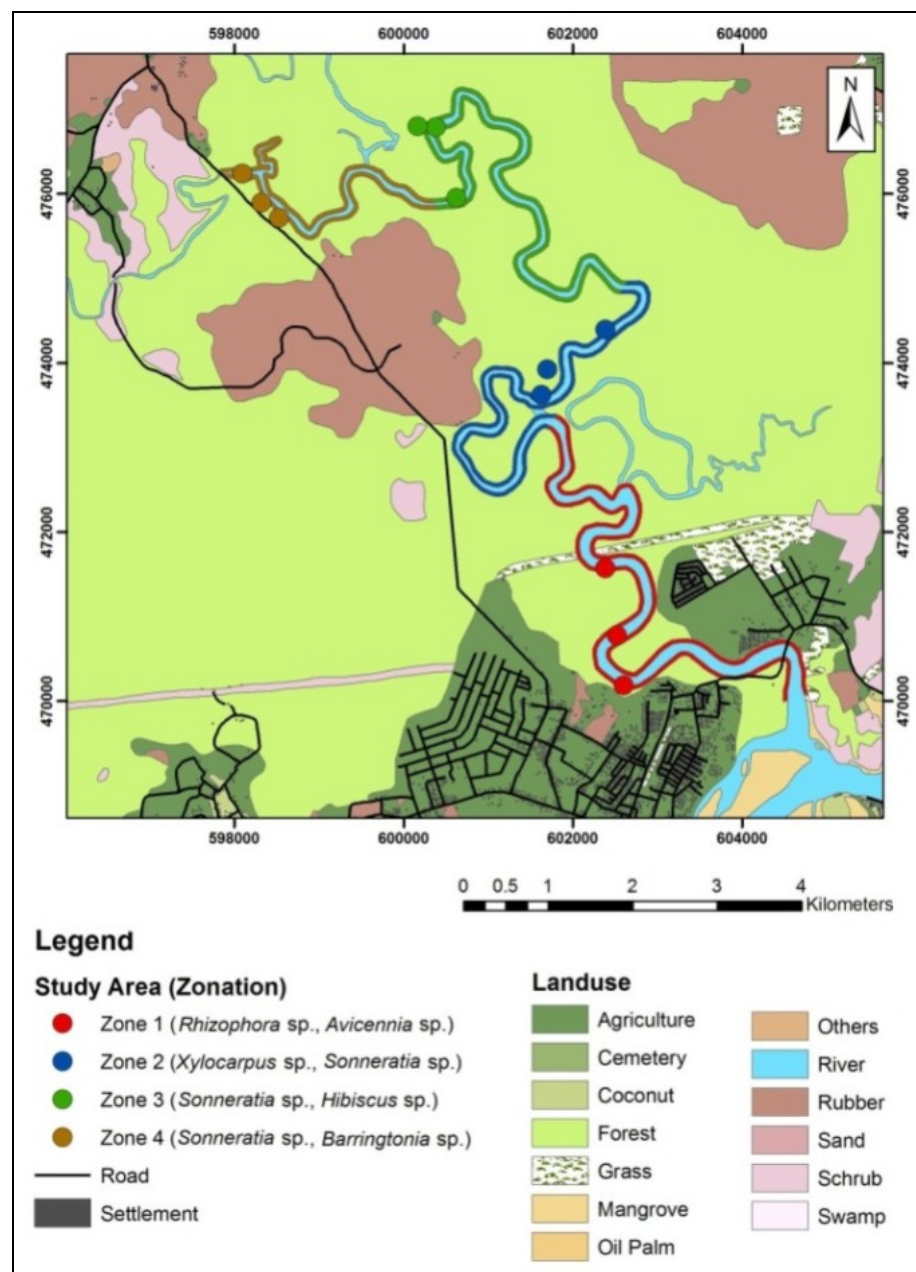 598000 600000 602000 604000
N
476000 476000
474000 474000
472000 472000
470000 470000
598000 600000 602000 604000
0 0.5 1 2 3 4
Kilometers
Legend
Study Area (Zonation)
Zone 1 (Rhizophora sp., Avicennia sp.)
Zone 2 (Xylocarpus sp., Sonneratia sp.)
Zone 3 (Sonneratia sp., Hibiscus sp.)
Zone 4 (Sonneratia sp., Barringtonia sp.)
Road
Settlement
Landuse
Agriculture
Cemetery
Coconut
Forest
Grass
Mangrove
Oil Palm
Others
River
Rubber
Sand
Schrub
Swamp